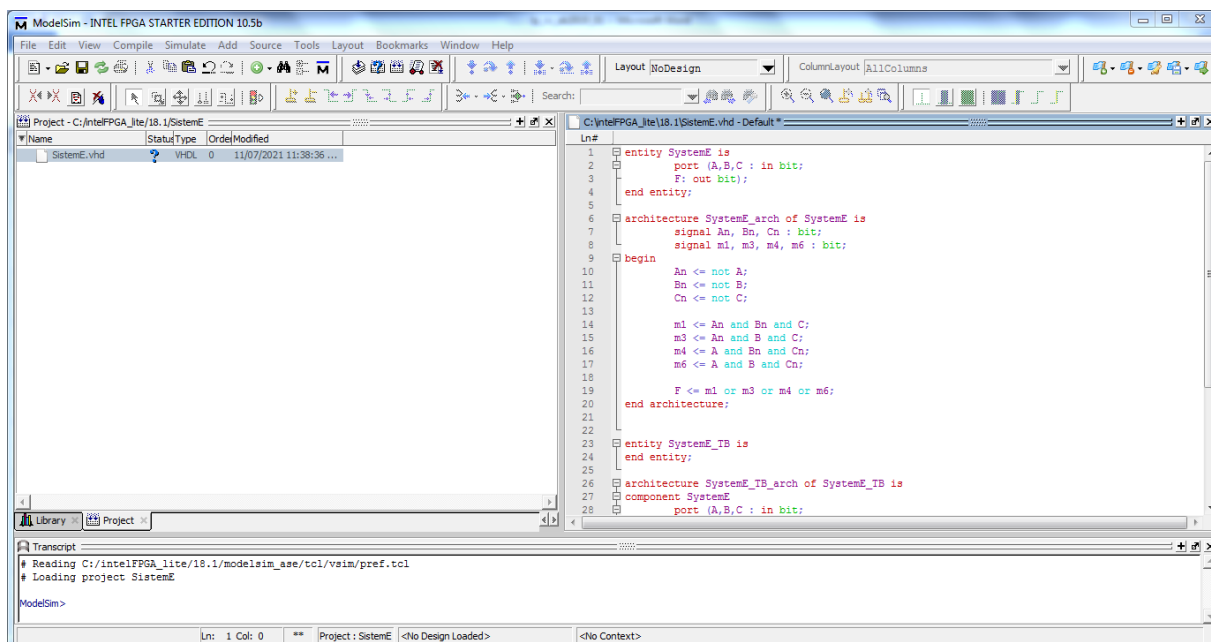 ModelSim - INTEL FPGA STARTER EDITION 10.5b
File Edit View Compile Simulate Add Source Tools Layout Bookmarks Window Help
Layout NoDesign
ColumnLayout AllColumns
Search:
Project - C:/intelFPGA_lite/18.1/SistemE
Name Status Type Order Modified
SistemE.vhd ? VHDL 0 11/07/2021 11:38:36 ...
Library Project
C:\intelFPGA_lite\18.1\SistemE.vhd - Default *
Ln#
1 entity SystemE is
2 port (A,B,C : in bit;
3 F: out bit);
4 end entity;
5
6 architecture SystemE_arch of SystemE is
7 signal An, Bn, Cn : bit;
8 signal m1, m3, m4, m6 : bit;
9 begin
10 An <= not A;
11 Bn <= not B;
12 Cn <= not C;
13
14 m1 <= An and Bn and C;
15 m3 <= An and B and C;
16 m4 <= A and Bn and Cn;
17 m6 <= A and B and Cn;
18
19 F <= m1 or m3 or m4 or m6;
20 end architecture;
21
22
23 entity SystemE_TB is
24 end entity;
25
26 architecture SystemE_TB_arch of SystemE_TB is
27 component SystemE
28 port (A,B,C : in bit;
Transcript
# Reading C:/intelFPGA_lite/18.1/modelsim_ase/tcl/vsim/pref.tcl
# Loading project SistemE
ModelSim>
Ln: 1 Col: 0 ** Project : SistemE <No Design Loaded> <No Context>